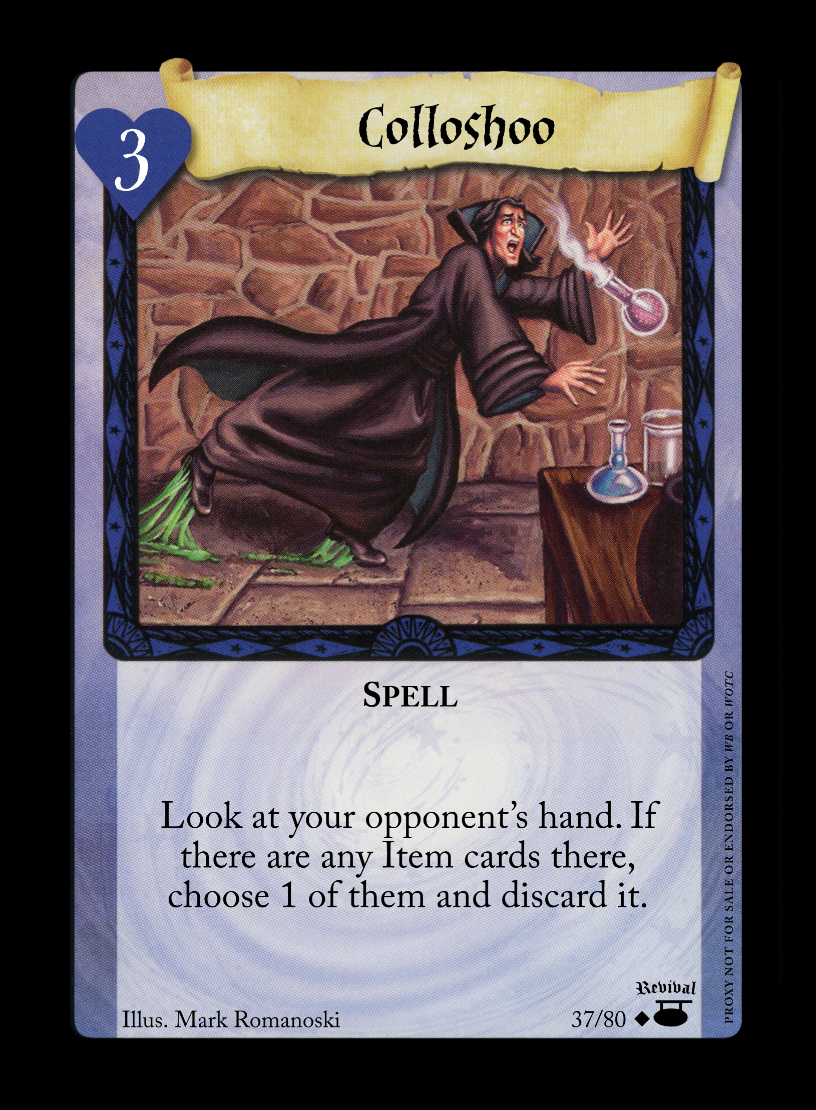 Colloshoo
3
SPELL
Look at your opponent's hand. If
there are any Item cards there,
choose 1 of them and discard it.
PROXY NOT FOR SALE OR ENDORSED BY WB OR WOTC
Revival
Illus. Mark Romanoski
37/80